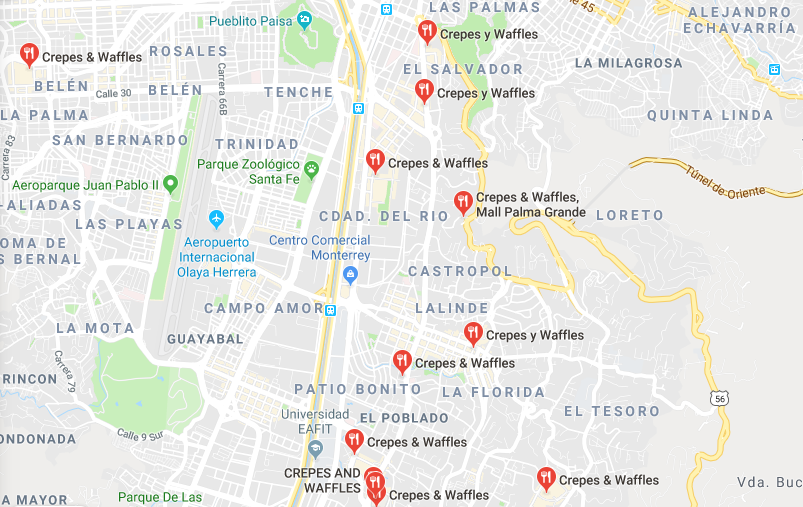 LAS PALMAS
45
ALEJANDRO
ECHAVARRÍA
Pueblito Paisa
Crepes y Waffles
ROSALES
Crepes & Waffles
EL SALVADOR
LA MILAGROSA
BELÉN
Calle 30
BELÉN
Carrera 66B
TENCHE
Crepes y Waffles
LA PALMA
QUINTA LINDA
Carrera 83
SAN BERNARDO
TRINIDAD
Parque Zoológico
Santa Fe
Crepes & Waffles
Túnel de Oriente
Aeroparque Juan Pablo II
-ALIADAS
Crepes & Waffles,
Mall Palma Grande
LAS PLAYAS
CDAD. DEL RIO
LORETO
OMA DE
S BERNAL
Aeropuerto
Internacional
Olaya Herrera
Centro Comercial
Monterrey
CASTROPOL
CAMPO AMOR
LALINDE
LA MOTA
GUAYABAL
Crepes y Waffles
Crepes & Waffles
RINCON
Carrera 79
PATIO BONITO
LA FLORIDA
56
Universidad
EAFIT
EL POBLADO
EL TESORO
ONDONADA
Calle 9 Sur
Crepes & Waffles
CREPES AND
WAFFLES
Crepes & Waffles
Crepes & Waffles
Vda. Buc
A MAYOR
Parque De Las